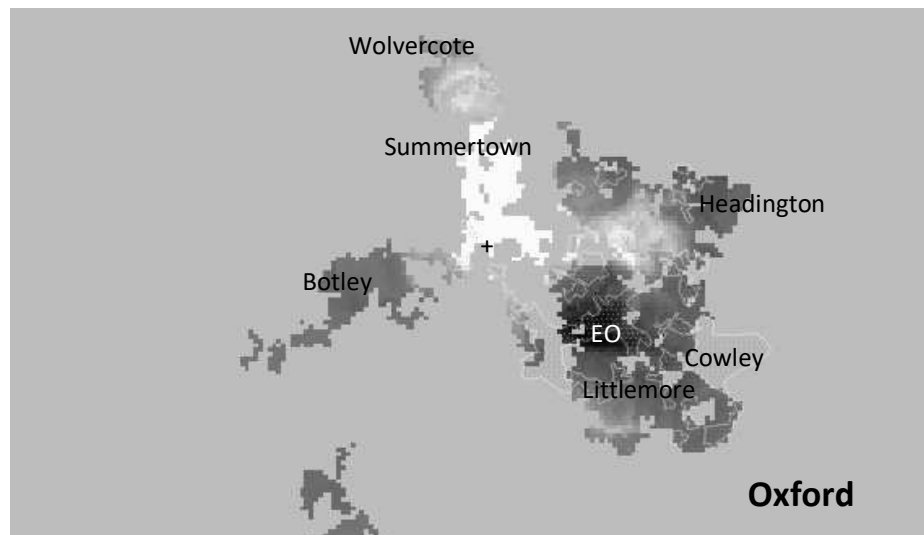 Wolvercote
Summertown
Headington
+
Botley
EO
Cowley
Littlemore
Oxford